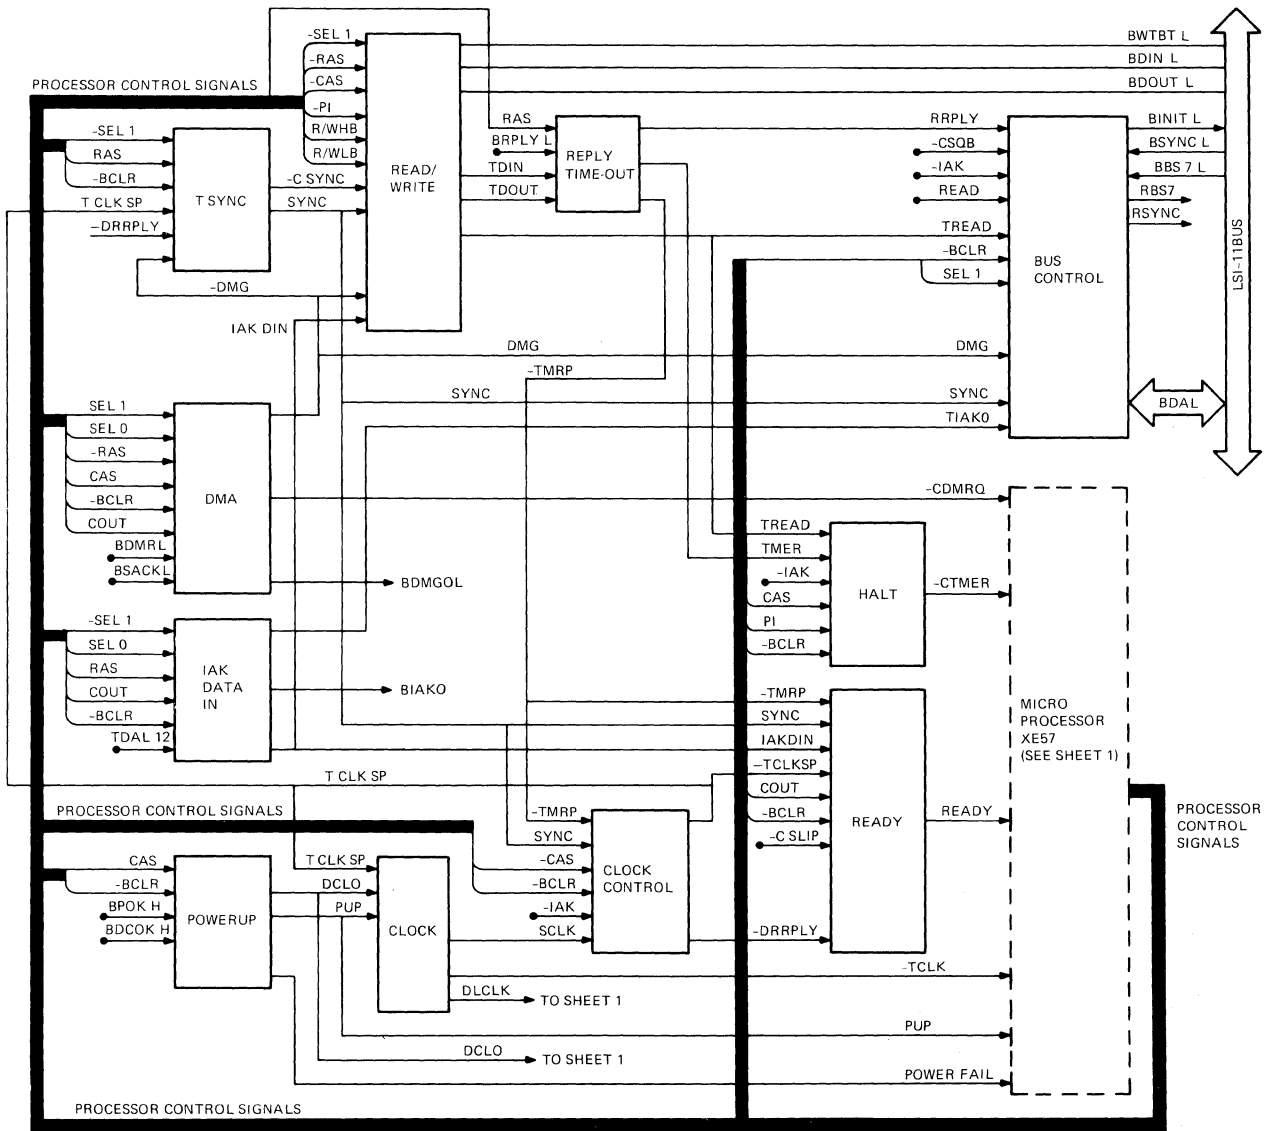 PROCESSOR CONTROL SIGNALS
-SEL 1
-RAS
-CAS
-PI
R/WHB
R/WLB
READ/
WRITE
-C SYNC
SYNC
-SEL 1
RAS
-BCLR
T CLK SP
-DRRPLY
T SYNC
-DMG
IAK DIN
RAS
BRPLY L
TDIN
TDOUT
REPLY
TIME-OUT
BWTBT L
BDIN L
BDOUT L
RRPLY
-CSQB
-IAK
READ
TREAD
-BCLR
SEL 1
DMG
DMG
-TMRP
SYNC
SYNC
TIAK0
BUS
CONTROL
BINIT L
BSYNC L
BBS 7 L
RBS7
RSYNC
LSI-11BUS
BDAL
SEL 1
SEL 0
-RAS
CAS
-BCLR
COUT
BDMRL
BSACKL
DMA
BDMGOL
-CDMRQ
-SEL 1
SEL 0
RAS
COUT
-BCLR
TDAL 12
IAK
DATA
IN
BIAKO
TREAD
TMER
-IAK
CAS
PI
-BCLR
HALT
-CTMER
-TMRP
SYNC
IAKDIN
-TCLKSP
COUT
-BCLR
-C SLIP
-DRRPLY
READY
READY
MICRO
PROCESSOR
XE57
(SEE SHEET 1)
PROCESSOR
CONTROL
SIGNALS
T CLK SP
PROCESSOR CONTROL SIGNALS
-TMRP
SYNC
-CAS
-BCLR
-IAK
SCLK
CLOCK
CONTROL
CAS
-BCLR
BPOK H
BDCOK H
POWERUP
T CLK SP
DCLO
PUP
CLOCK
-TCLK
DLCLK
TO SHEET 1
PUP
DCLO
TO SHEET 1
POWER FAIL
PROCESSOR CONTROL SIGNALS